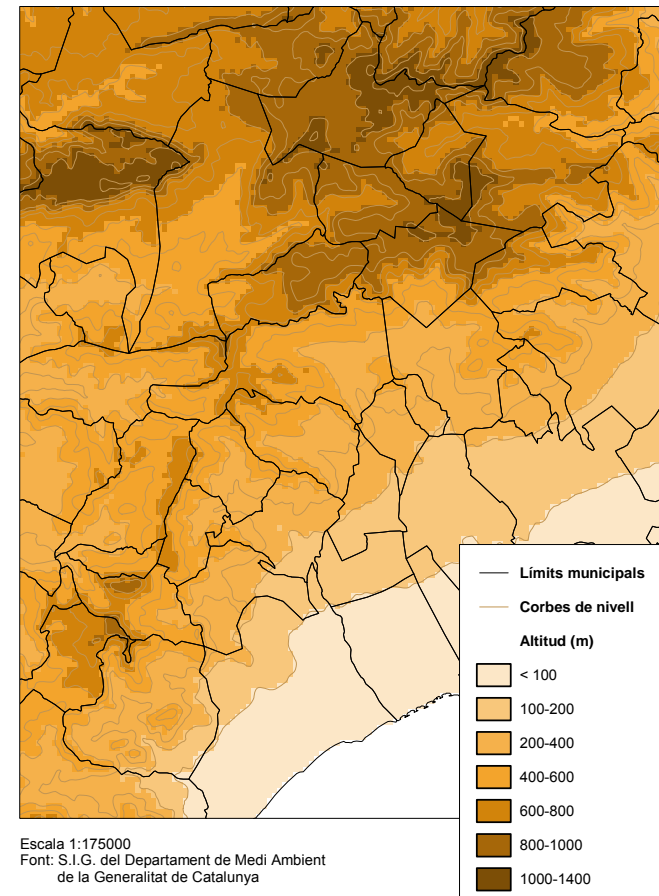 Límits municipals
Corbes de nivell
Altitud (m)
< 100
100-200
200-400
400-600
600-800
800-1000
1000-1400
Escala 1:175000
Font: S.I.G. del Departament de Medi Ambient
de la Generalitat de Catalunya